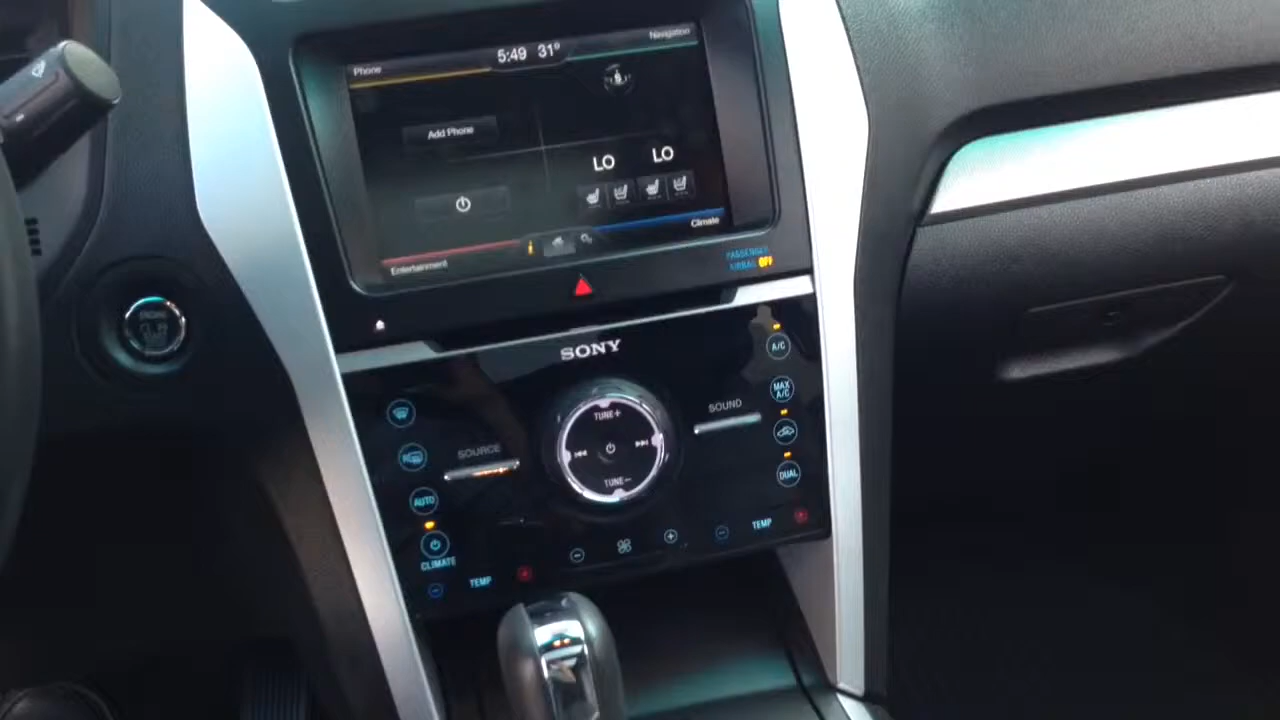 Phone
5:49 31°
Navigation
Add Phone
LO LO
Entertainment
Climate
PASSENGER
AIRBAG OFF
ENGINE
SONY
A/C
MAX
A/C
TUNE+
SOUND
SOURCE
R
TUNE−
DUAL
AUTO
CLIMATE
TEMP
TEMP